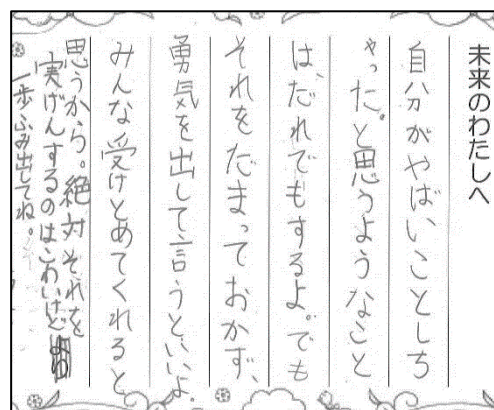 未来のわたしへ
自分がやばいことしち
ゃった。と思うようなこと
は、だれでもするよ。でも
それをだまっておかず、
勇気を出して言うといいよ。
みんな受けとめてくれると
思うから。絶対それを
実げんするのはこわいけど
一歩ふみ出してね。